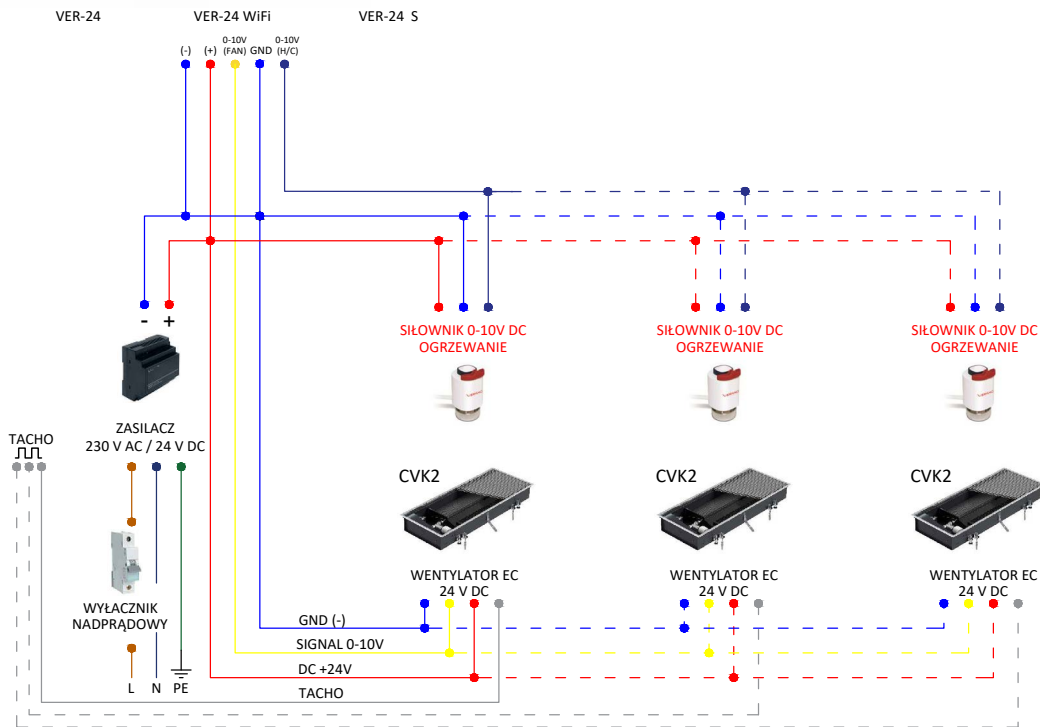 VER-24 VER-24 WiFi VER-24 S
(-) (+) 0-10V (FAN) GND 0-10V (H/C)
- +
SIŁOWNIK 0-10V DC
OGRZEWANIE
SIŁOWNIK 0-10V DC
OGRZEWANIE
SIŁOWNIK 0-10V DC
OGRZEWANIE
ZASILACZ
230 V AC / 24 V DC
TACHO
CVK2 CVK2 CVK2
WENTYLATOR EC
24 V DC
WENTYLATOR EC
24 V DC
WENTYLATOR EC
24 V DC
WYŁACZNIK
NADPRĄDOWY
GND (-)
SIGNAL 0-10V
DC +24V
TACHO
L N PE